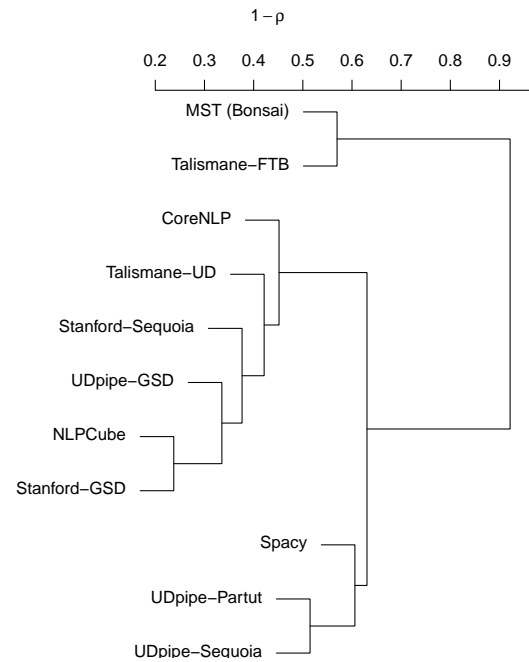 1 − ρ
0.2 0.3 0.4 0.5 0.6 0.7 0.8 0.9
MST (Bonsai)
Talismane−FTB
CoreNLP
Talismane−UD
Stanford−Sequoia
UDpipe−GSD
NLPCube
Stanford−GSD
Spacy
UDpipe−Partut
UDpipe−Sequoia